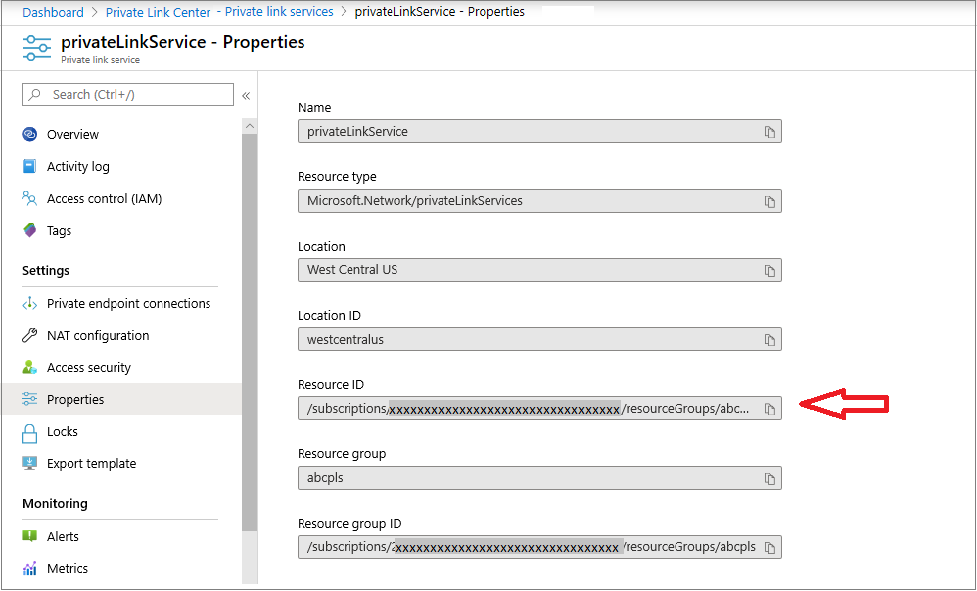 Dashboard > Private Link Center - Private link services > privateLinkService - Properties
privateLinkService - Properties
Private link service
Search (Ctrl+/)
«
Overview
Activity log
Access control (IAM)
Tags
Settings
Private endpoint connections
NAT configuration
Access security
Properties
Locks
Export template
Monitoring
Alerts
Metrics
Name
privateLinkService
Resource type
Microsoft.Network/privateLinkServices
Location
West Central US
Location ID
westcentralus
Resource ID
/subscriptions/xxxxxxxxxxxxxxxxxxxxxxxxxxxxxxxxx/resourceGroups/abc...
Resource group
abcpls
Resource group ID
/subscriptions/2xxxxxxxxxxxxxxxxxxxxxxxxxxxxxxxx/resourceGroups/abcpls